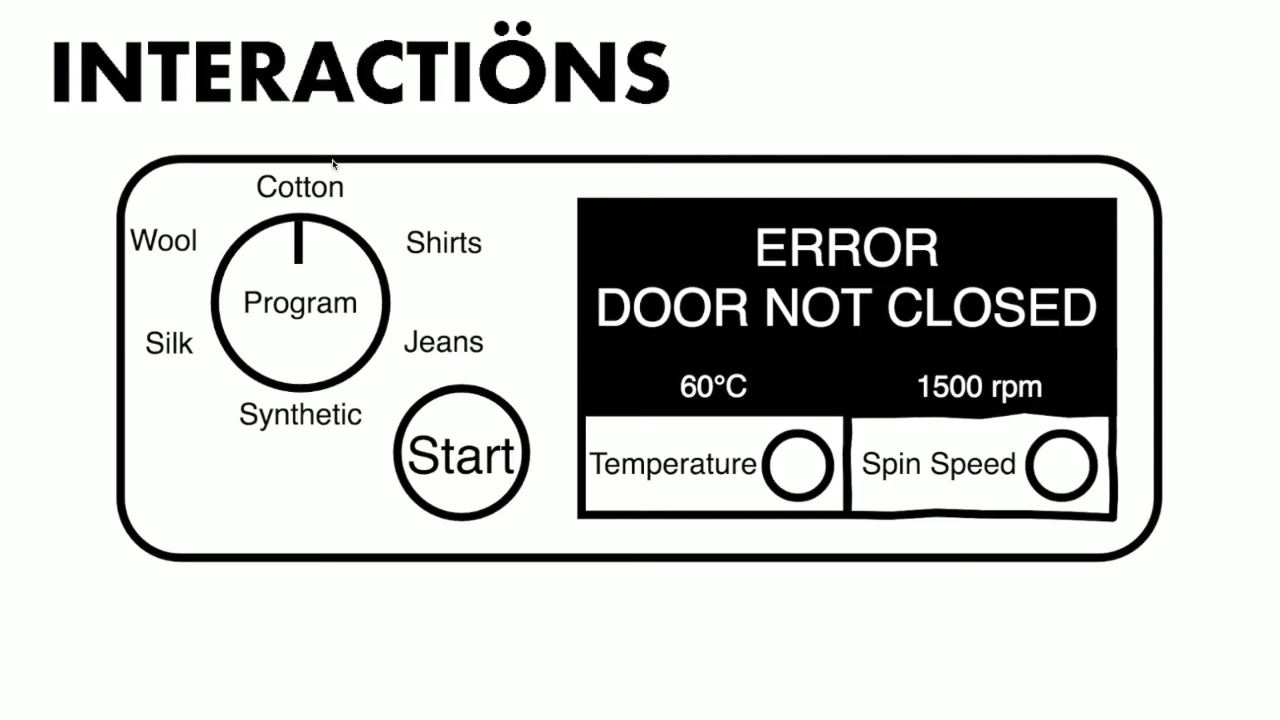 INTERACTIÖNS
Cotton
Wool
Shirts
Program
Silk
Jeans
Synthetic
Start
ERROR
DOOR NOT CLOSED
60°C
1500 rpm
Temperature
Spin Speed